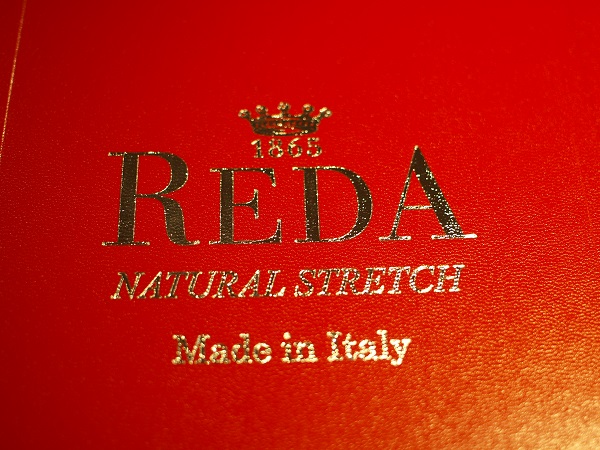 1865
REDA
NATURAL STRETCH
Made in Italy